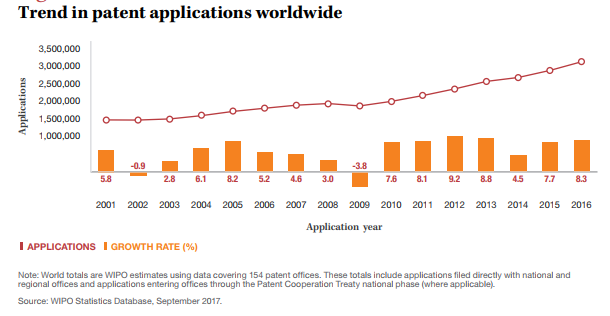 Trend in patent applications worldwide
Applications
3,500,000
3,000,000
2,500,000
2,000,000
1,500,000
1,000,000
-0.9 -3.8
5.8 2.8 6.1 8.2 5.2 4.6 3.0 7.6 8.1 9.2 8.8 4.5 7.7 8.3
2001 2002 2003 2004 2005 2006 2007 2008 2009 2010 2011 2012 2013 2014 2015 2016
Application year
APPLICATIONS GROWTH RATE (%)
Note: World totals are WIPO estimates using data covering 154 patent offices. These totals include applications filed directly with national and
regional offices and applications entering offices through the Patent Cooperation Treaty national phase (where applicable).
Source: WIPO Statistics Database, September 2017.